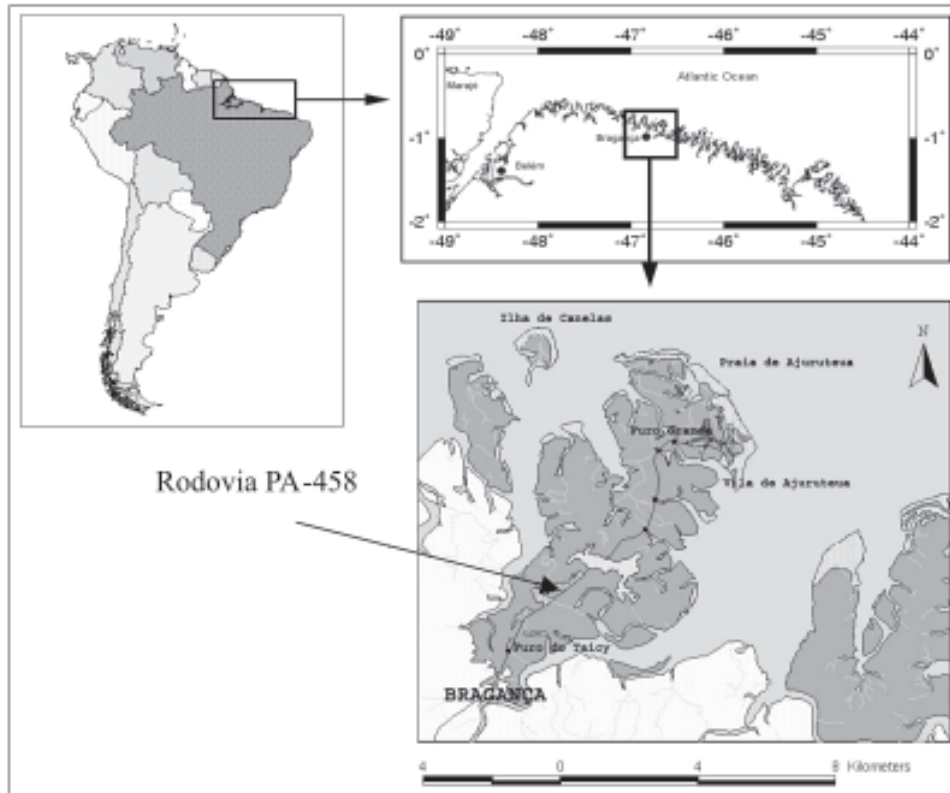 -49 -48 -47 -46 -45 -44
0° 0°
Atlantic Ocean
Marajó
Bragança
-1° -1°
Belém
-2° -2°
-49° -48° -47° -46° -45° -44°
Ilha de Canelas
N
Praia de Ajuruteua
Furo Grande
Rodovia PA-458
Vila de Ajuruteua
Furo do Taicy
BRAGANÇA
4 0 4 8 Kilometers